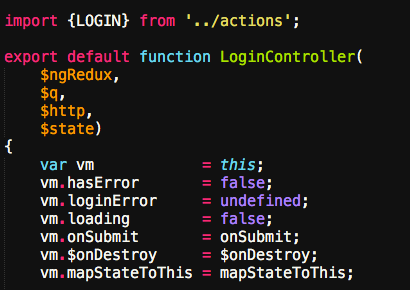 import {LOGIN} from '../actions';
export default function LoginController(
    $ngRedux,
    $q,
    $http,
    $state)
{
    var vm             = this;
    vm.hasError        = false;
    vm.loginError      = undefined;
    vm.loading         = false;
    vm.onSubmit        = onSubmit;
    vm.$onDestroy      = $onDestroy;
    vm.mapStateToThis  = mapStateToThis;